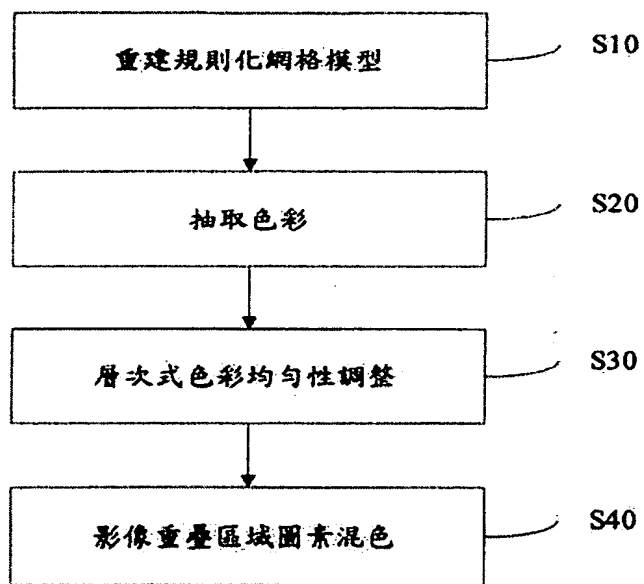 重建規則化網格模型
S10
抽取色彩
S20
層次式色彩均勻性調整
S30
影像重疊區域圖素混色
S40